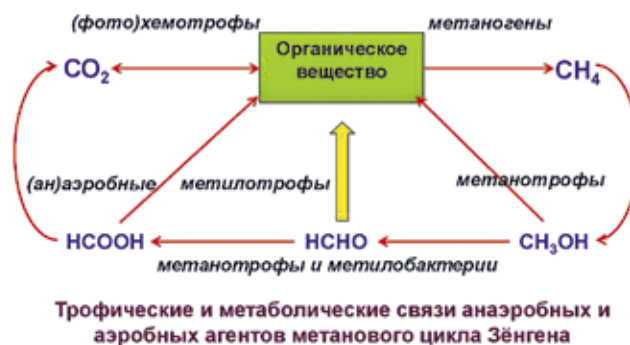 (фото)хемотрофы
метаногены
Органическое
вещество
CO₂
CH₄
(ан)аэробные
метилотрофы
метанотрофы
HCOOH
HCHO
CH₃OH
метанотрофы и метилобактерии
Трофические и метаболические связи анаэробных и
аэробных агентов метанового цикла Зёнгена